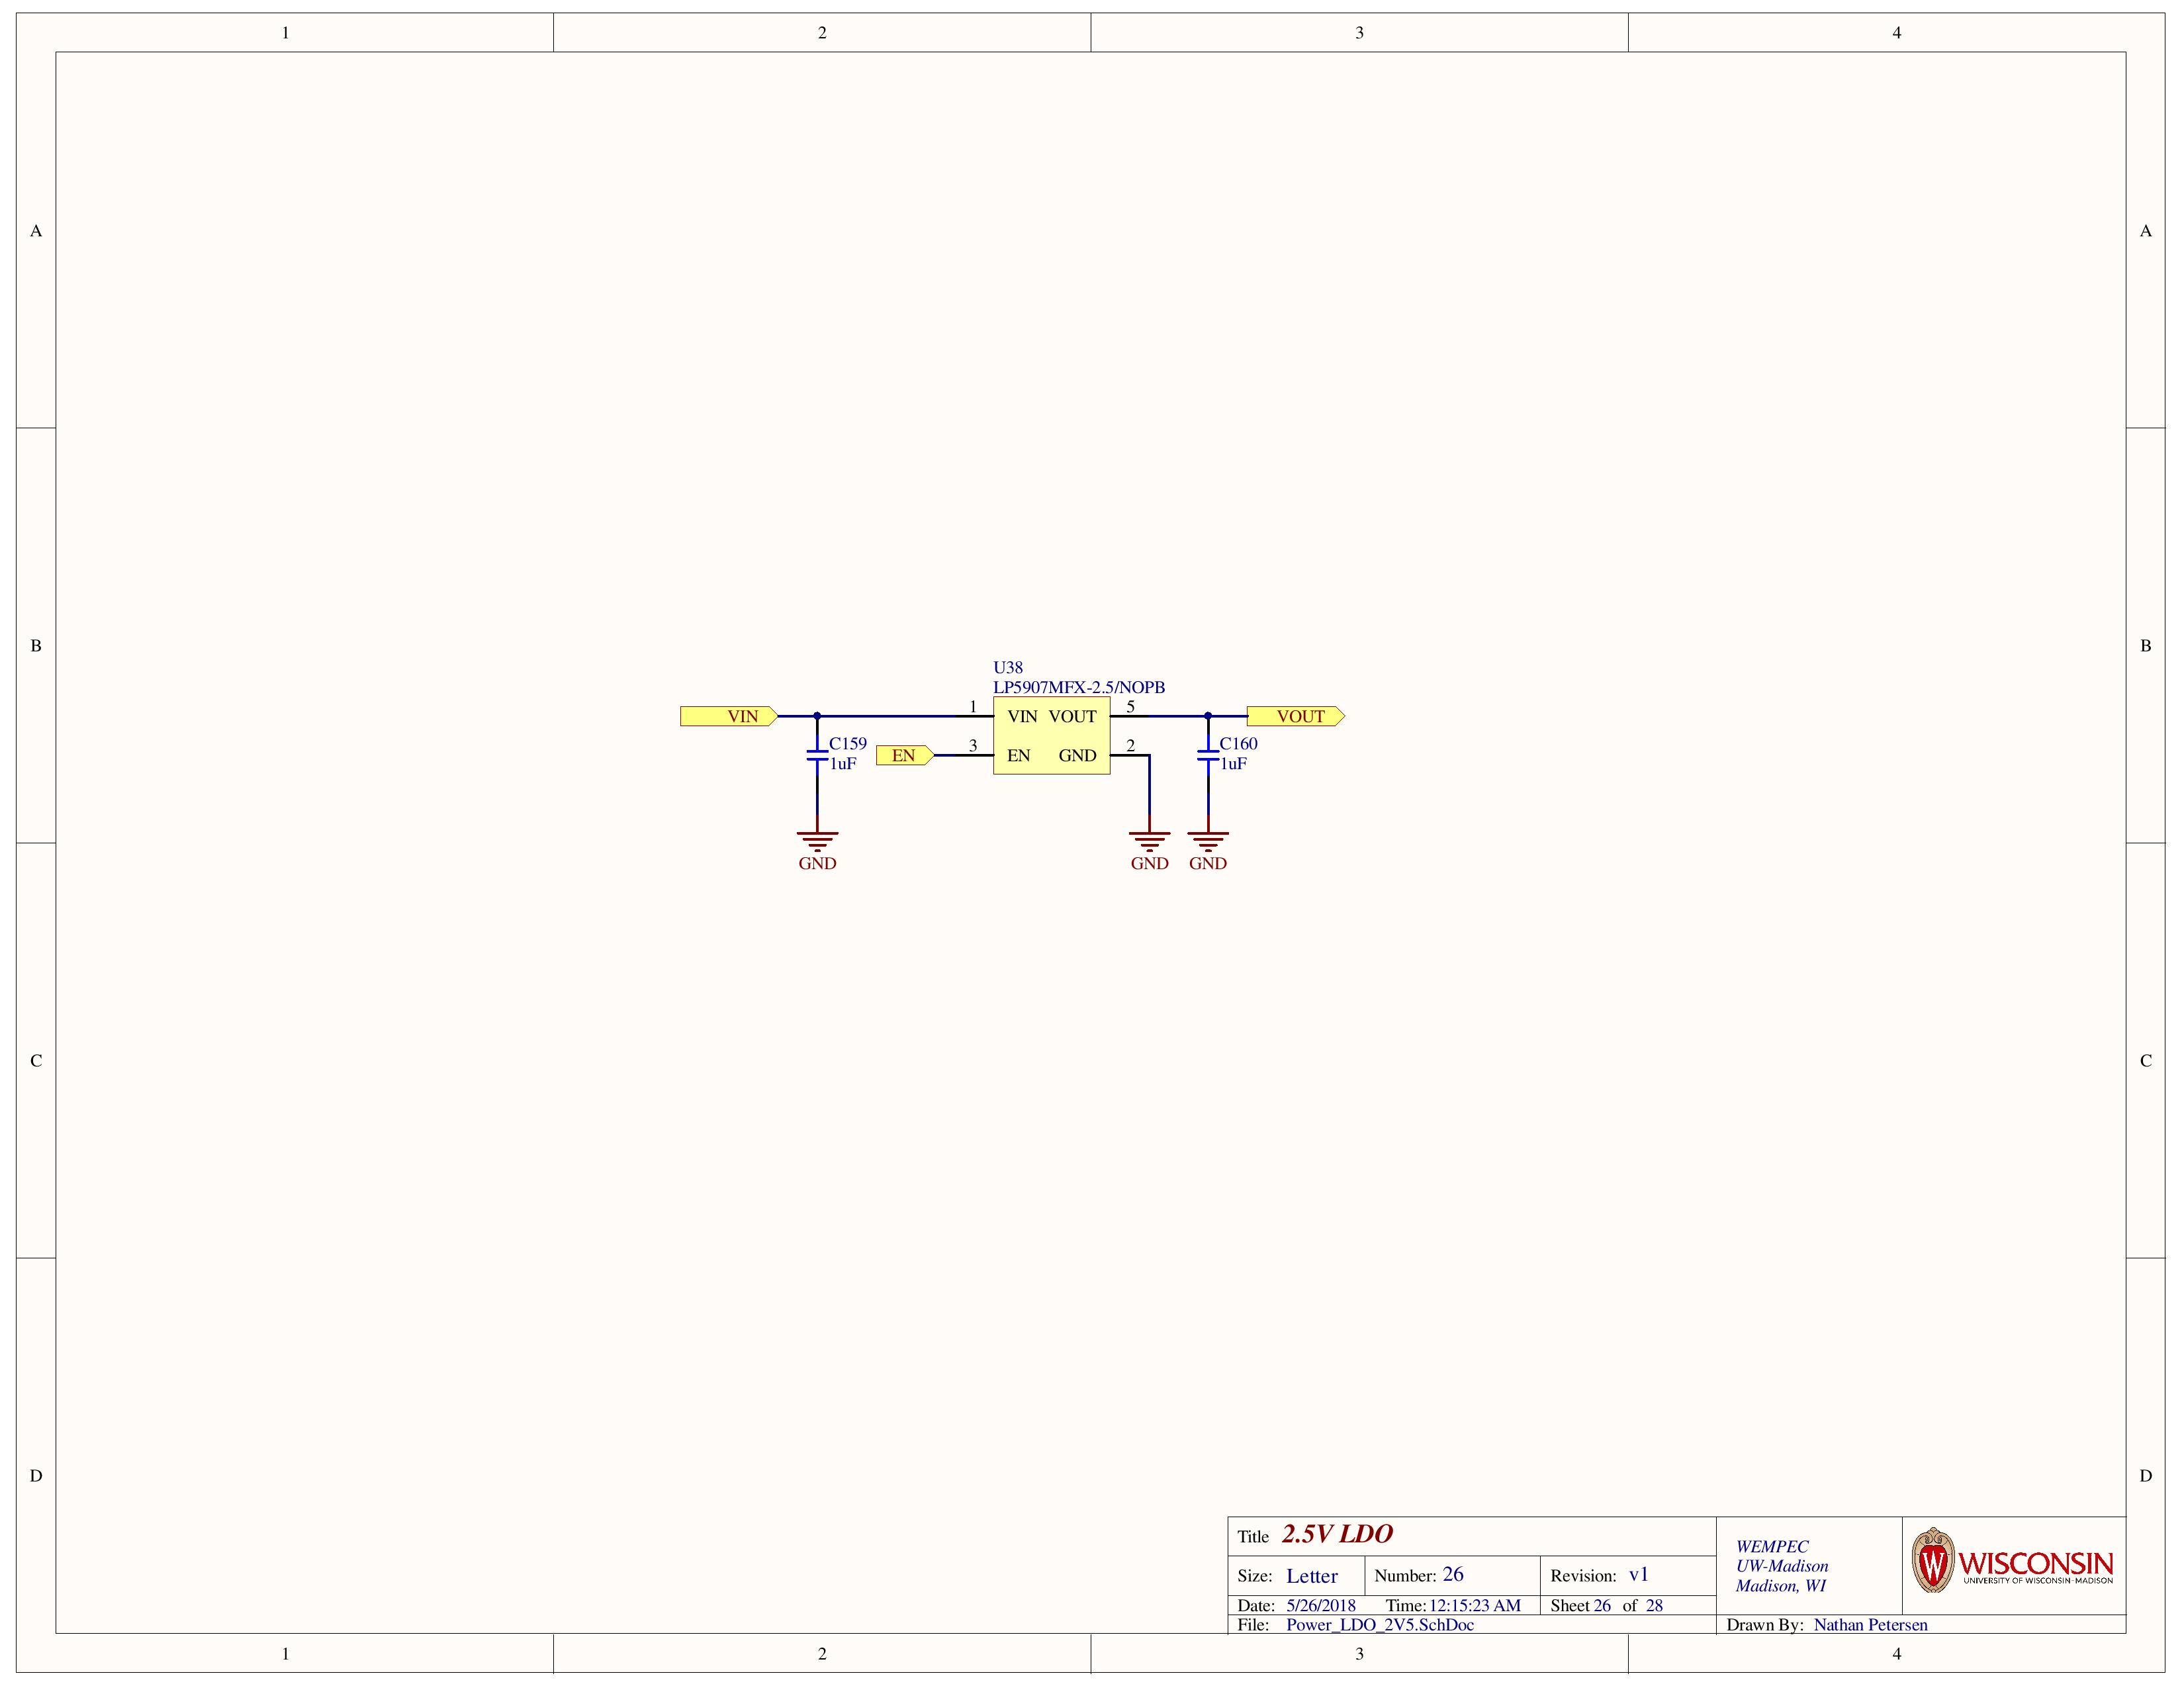 1 2 3 4
A A
B B
U38
LP5907MFX-2.5/NOPB
VIN 1 VIN VOUT 5 VOUT
C159 C160
EN 3 EN GND 2
1uF 1uF
GND GND GND
C C
D D
Title 2.5V LDO
WEMPEC
UW-Madison
Madison, WI
WISCONSIN
UNIVERSITY OF WISCONSIN-MADISON
Size: Letter Number: 26 Revision: v1
Date: 5/26/2018 Time: 12:15:23 AM Sheet 26 of 28
File: Power_LDO_2V5.SchDoc Drawn By: Nathan Petersen
1 2 3 4